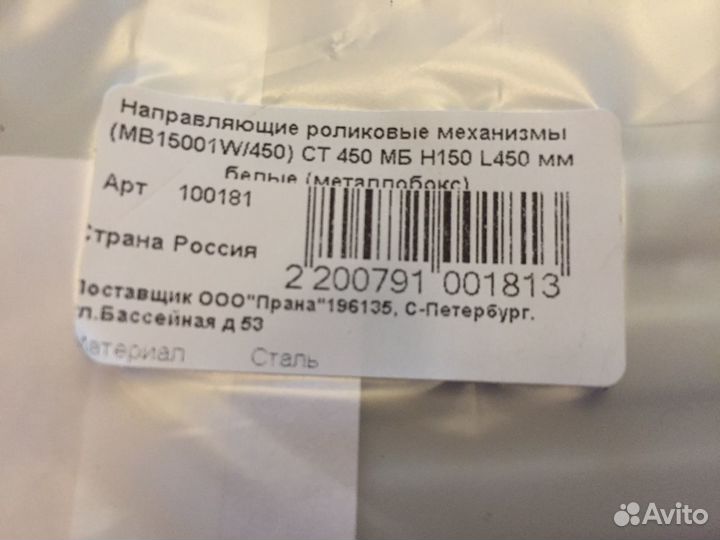 Направляющие роликовые механизмы
(MB15001W/450) СТ 450 МБ H150 L450 мм
белые (металлобокс)
Арт 100181
Страна Россия
2 200791 001813
Поставщик ООО"Прана"196135, С-Петербург.
ул.Бассейная д 53
Материал Сталь
Avito